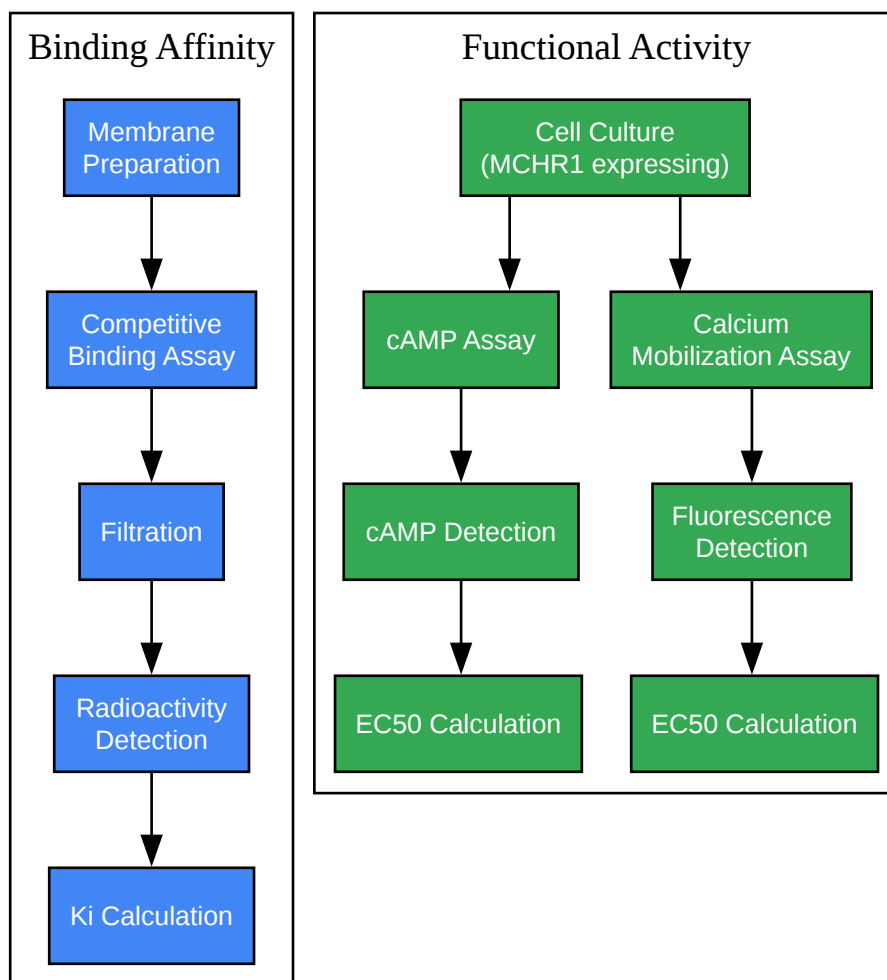 Binding Affinity
Membrane
Preparation
Competitive
Binding Assay
Filtration
Radioactivity
Detection
Ki Calculation
Functional Activity
Cell Culture
(MCHR1 expressing)
cAMP Assay
cAMP Detection
EC50 Calculation
Calcium
Mobilization Assay
Fluorescence
Detection
EC50 Calculation